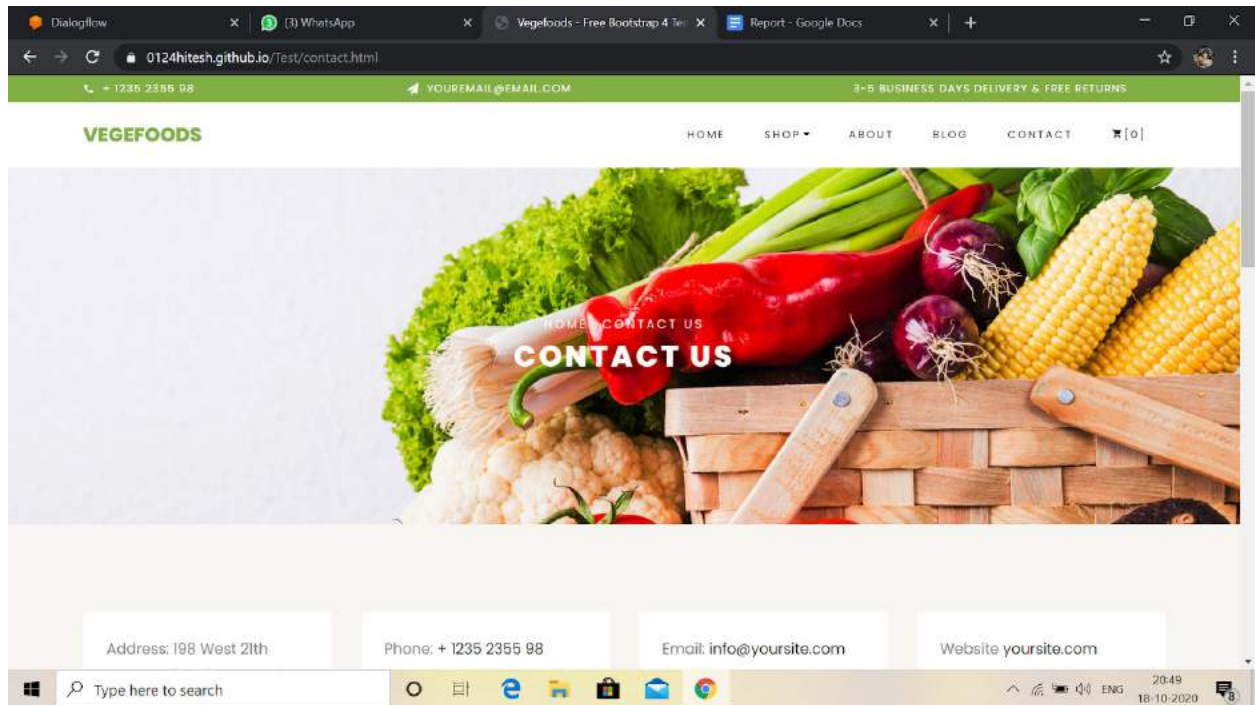 Dialogflow
(3) WhatsApp
Vegefoods - Free Bootstrap 4 Te
Report - Google Docs
0124hitesh.github.io/Test/contact.html
+ 1235 2355 98
YOUREMAIL@EMAIL.COM
3-5 BUSINESS DAYS DELIVERY & FREE RETURNS
VEGEFOODS
HOME SHOP ABOUT BLOG CONTACT [0]
HOME CONTACT US
CONTACT US
Address: 198 West 21th
Phone: + 1235 2355 98
Email: info@yoursite.com
Website yoursite.com
Type here to search
ENG
20:49
18-10-2020
8